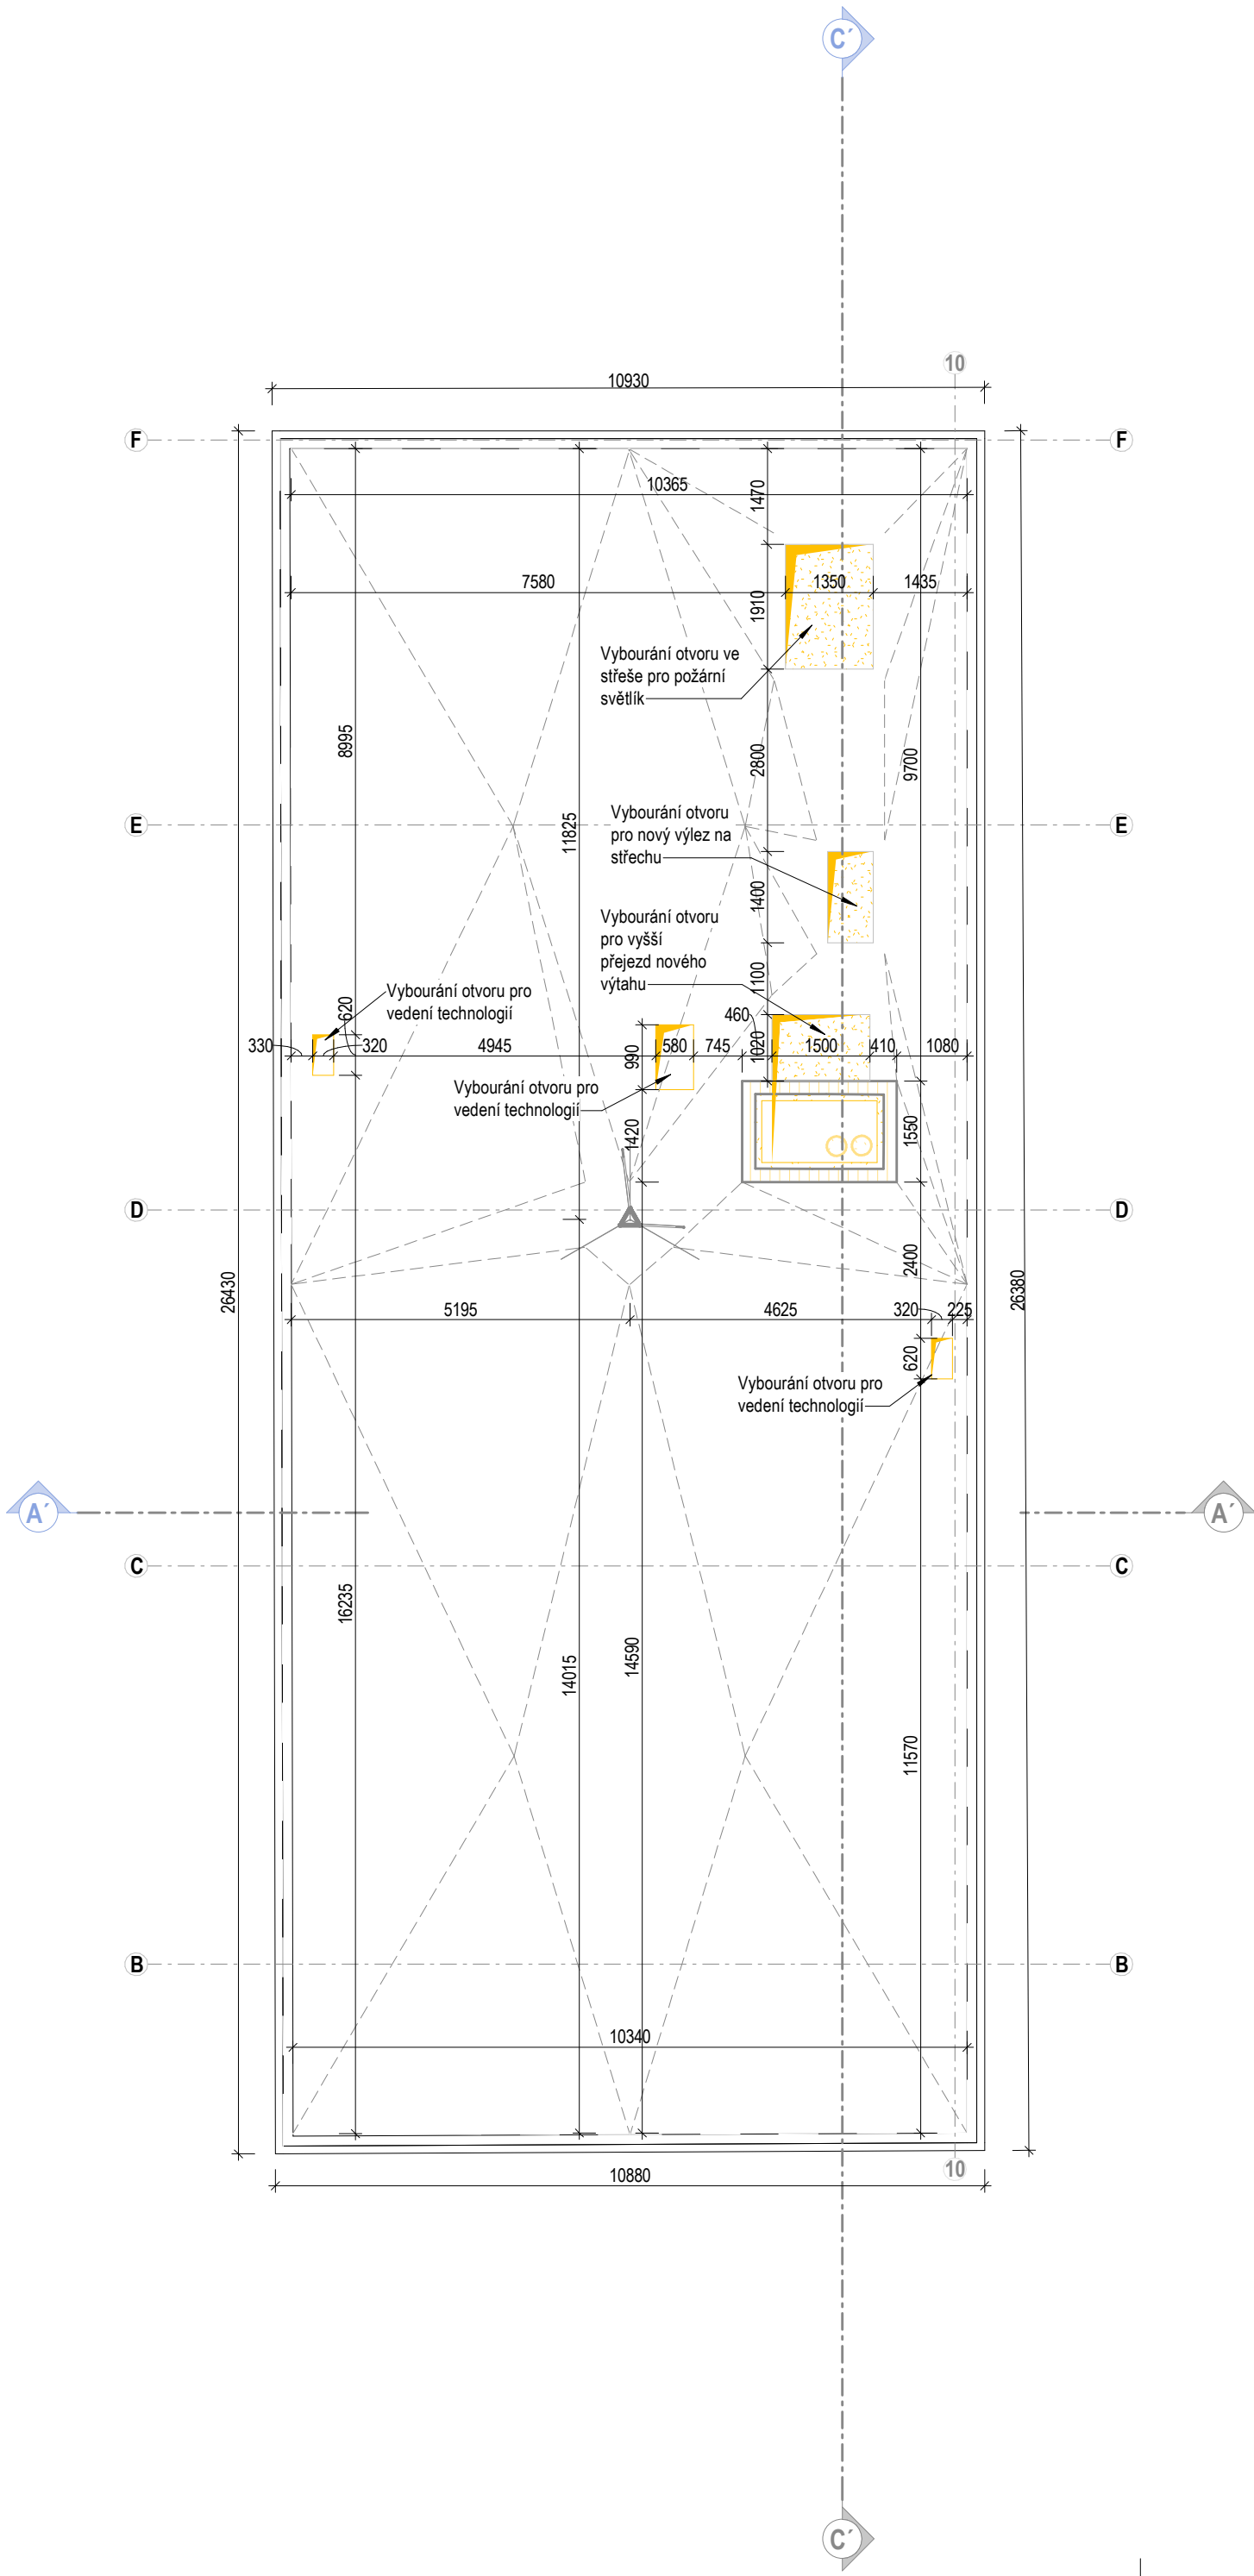 C´
10
10930
F
F
10365
1470
7580
1350
1435
1910
Vybourání otvoru ve
střeše pro požární
světlík
8995
2800
9700
11825
E
E
Vybourání otvoru
pro nový výlez na
střechu
1400
Vybourání otvoru
pro vyšší
přejezd nového
výtahu
1100
Vybourání otvoru pro
vedení technologií
620
460
330
320
4945
990
580
745
1020
1500
410
1080
Vybourání otvoru pro
vedení technologií
1420
1550
D
D
2400
26430
26380
5195
4625
320
225
620
Vybourání otvoru pro
vedení technologií
A´
A´
C
C
16235
14015
14590
11570
B
B
10340
10880
10
C´